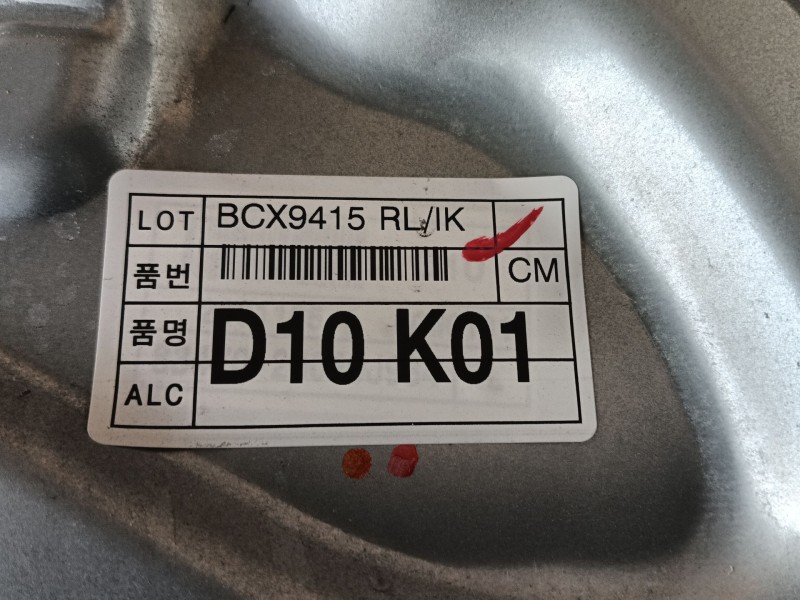 LOT BCX9415 RL/IK
품번 CM
품명 D10 K01
ALC